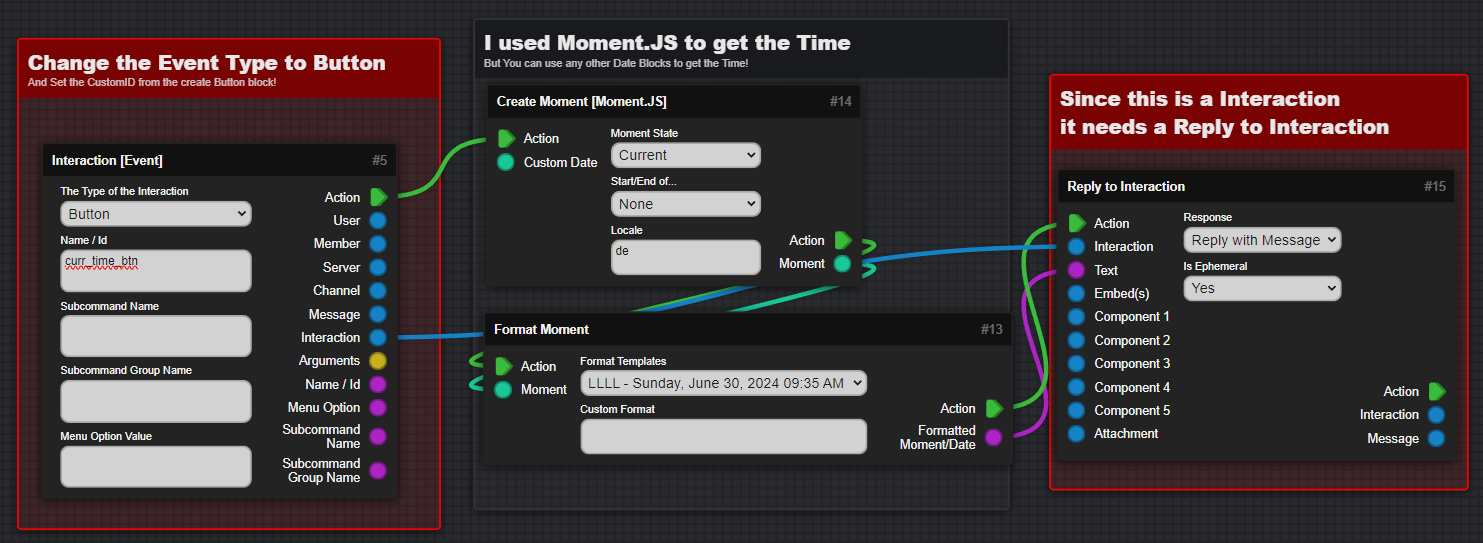 Change the Event Type to Button
And Set the CustomID from the create Button block!
Interaction [Event]
#5
The Type of the Interaction
Button
Name / Id
curr_time_btn
Subcommand Name
Subcommand Group Name
Menu Option Value
Action
User
Member
Server
Channel
Message
Interaction
Arguments
Name / Id
Menu Option
Subcommand
Name
Subcommand
Group Name
I used Moment.JS to get the Time
But You can use any other Date Blocks to get the Time!
Create Moment [Moment.JS]
#14
Action
Custom Date
Moment State
Current
Start/End of...
None
Locale
de
Action
Moment
Format Moment
#13
Action
Moment
Format Templates
LLLL - Sunday, June 30, 2024 09:35 AM
Custom Format
Action
Formatted
Moment/Date
Since this is a Interaction
it needs a Reply to Interaction
Reply to Interaction
#15
Action
Interaction
Text
Embed(s)
Component 1
Component 2
Component 3
Component 4
Component 5
Attachment
Response
Reply with Message
Is Ephemeral
Yes
Action
Interaction
Message